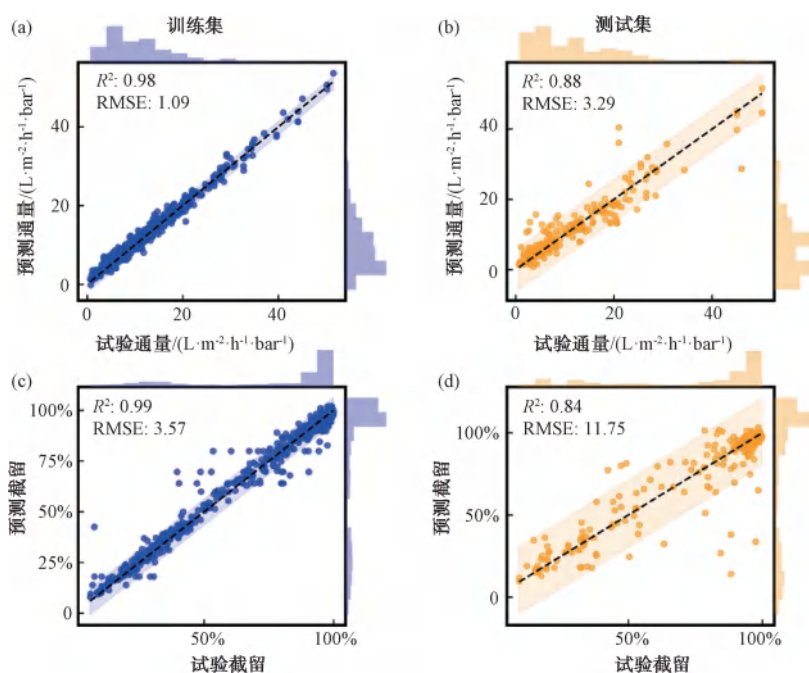 (a) 训练集
R²: 0.98
RMSE: 1.09
预测通量/(L·m⁻²·h⁻¹·bar⁻¹)
40
20
0
0 20 40
试验通量/(L·m⁻²·h⁻¹·bar⁻¹)
(b) 测试集
R²: 0.88
RMSE: 3.29
预测通量/(L·m⁻²·h⁻¹·bar⁻¹)
40
20
0
0 20 40
试验通量/(L·m⁻²·h⁻¹·bar⁻¹)
(c)
R²: 0.99
RMSE: 3.57
预测截留
100%
75%
50%
25%
0
50% 100%
试验截留
(d)
R²: 0.84
RMSE: 11.75
预测截留
100%
50%
0
50% 100%
试验截留